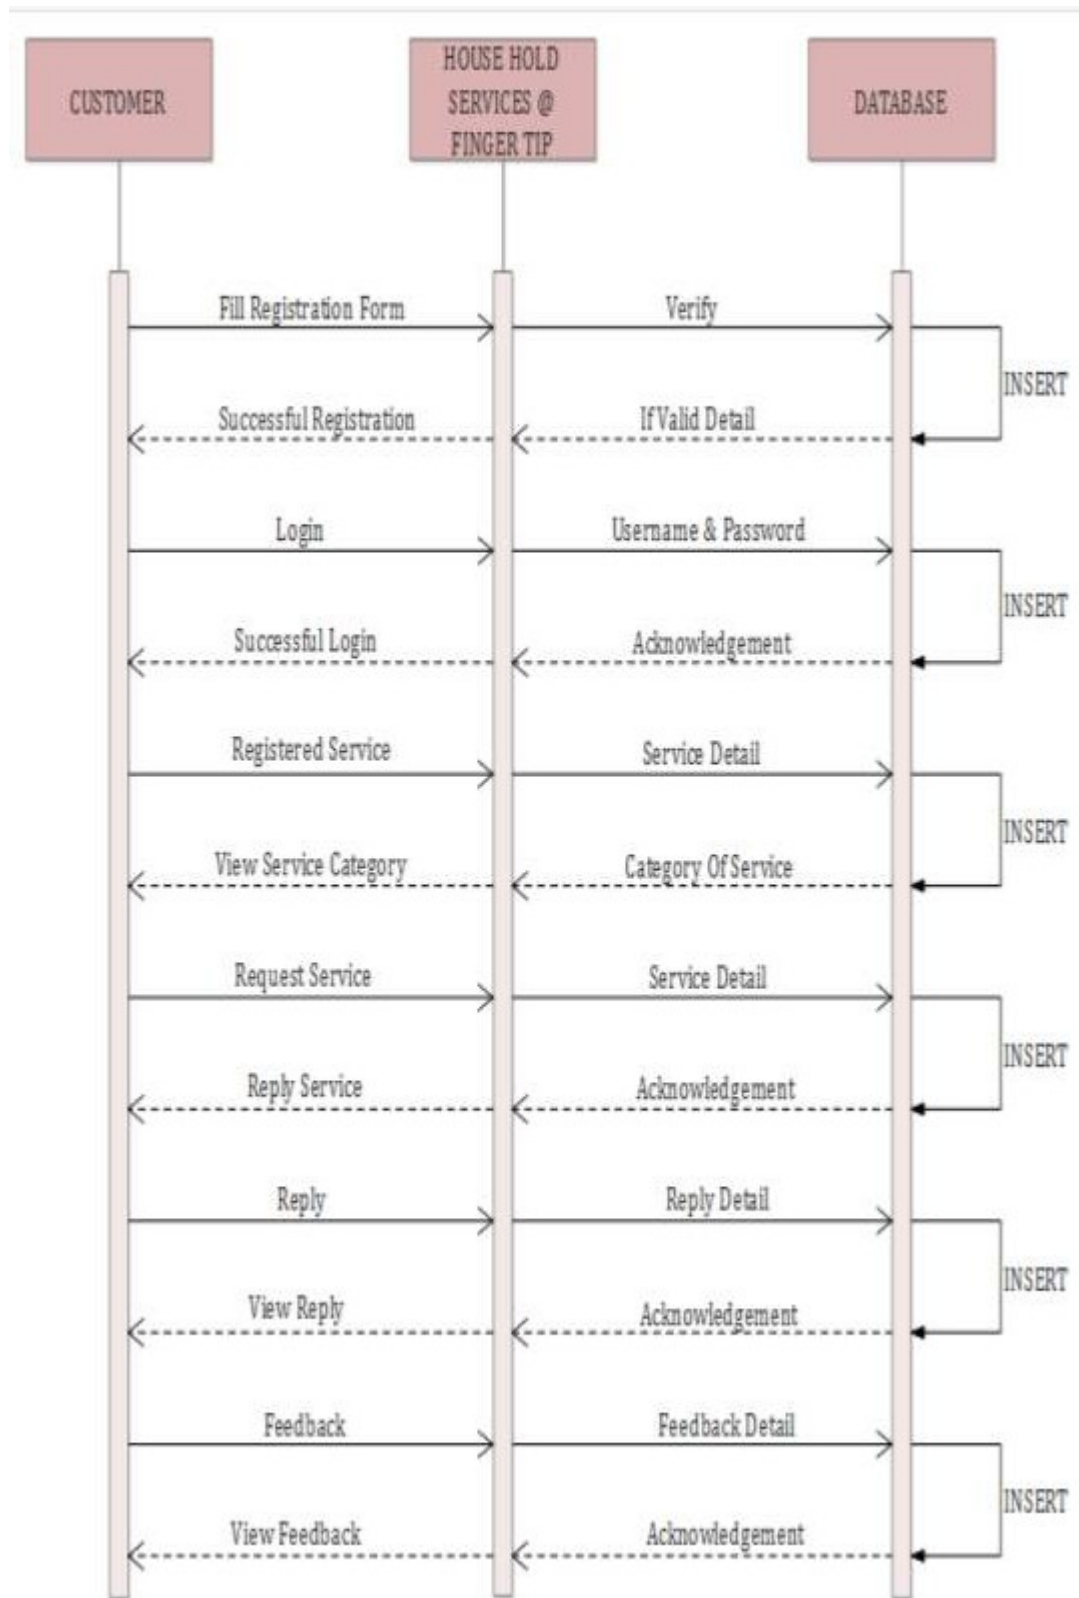 CUSTOMER
HOUSE HOLD
SERVICES @
FINGER TIP
DATABASE
Fill Registration Form
Verify
INSERT
Successful Registration
If Valid Detail
Login
Username & Password
INSERT
Successful Login
Acknowledgement
Registered Service
Service Detail
INSERT
View Service Category
Category Of Service
Request Service
Service Detail
INSERT
Reply Service
Acknowledgement
Reply
Reply Detail
INSERT
View Reply
Acknowledgement
Feedback
Feedback Detail
INSERT
View Feedback
Acknowledgement